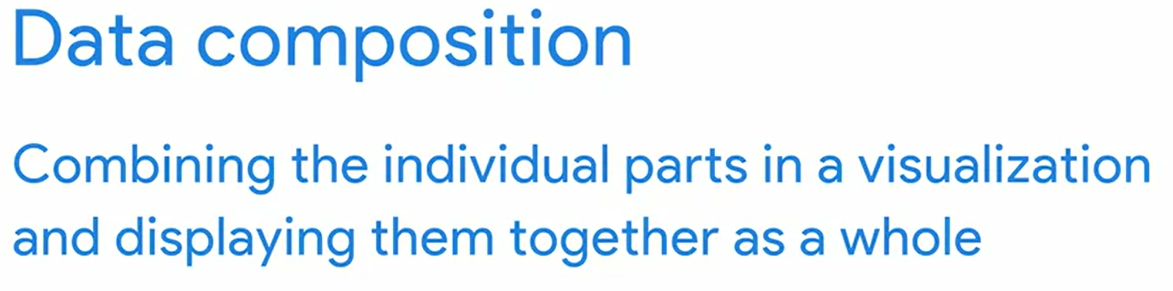 Data composition
Combining the individual parts in a visualization
and displaying them together as a whole